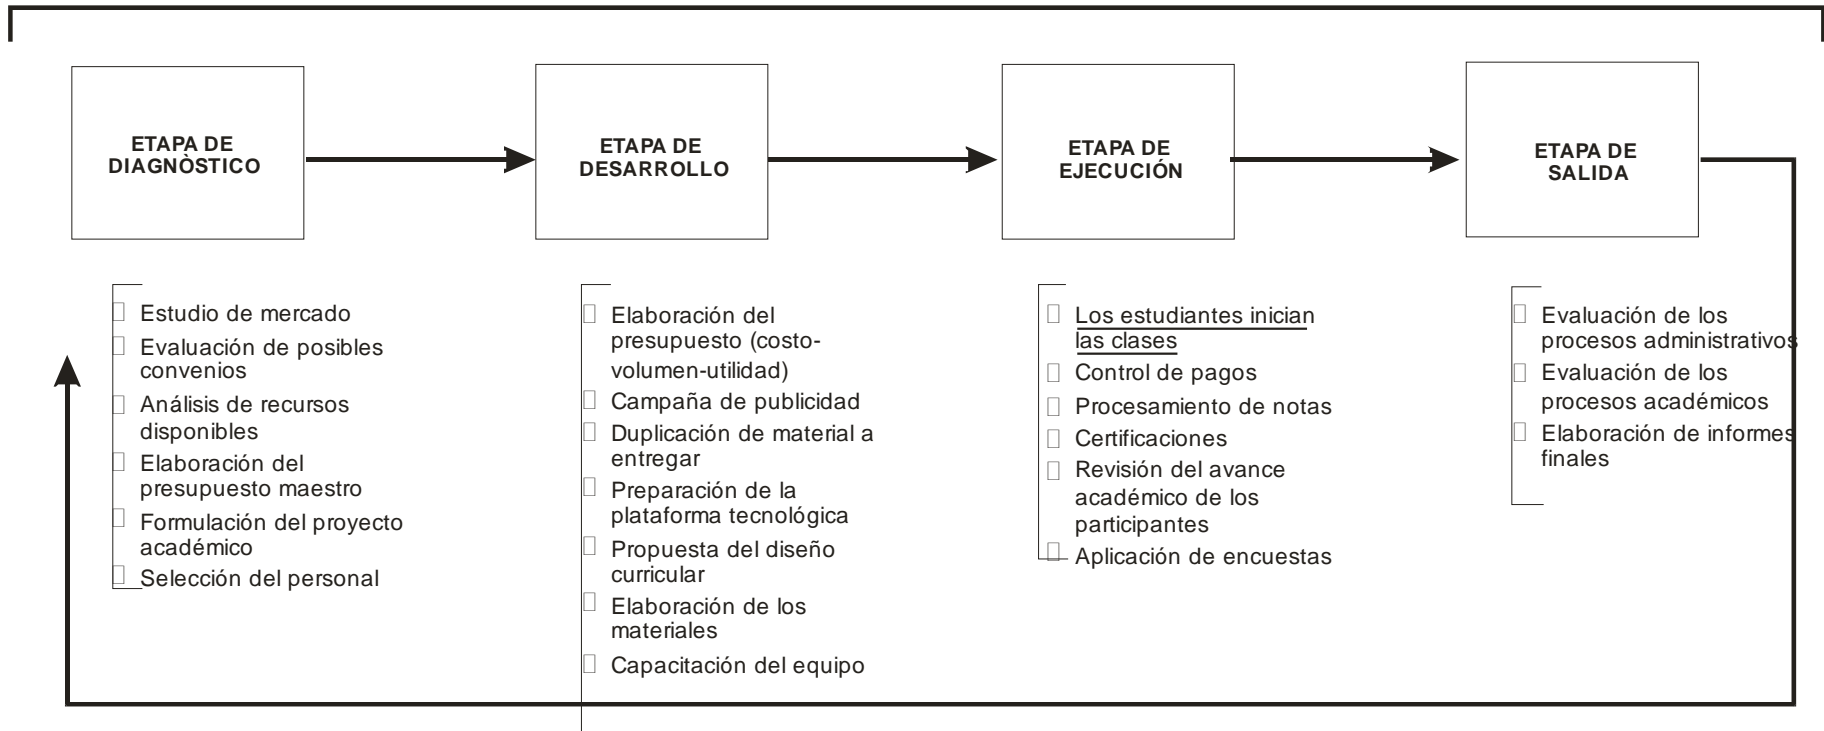 ETAPA DE
DIAGNÒSTICO
ETAPA DE
DESARROLLO
ETAPA DE
EJECUCIÓN
ETAPA DE
SALIDA
Estudio de mercado
Evaluación de posibles
convenios
Análisis de recursos
disponibles
Elaboración del
presupuesto maestro
Formulación del proyecto
académico
Selección del personal
Elaboración del
presupuesto (costo-
volumen-utilidad)
Campaña de publicidad
Duplicación de material a
entregar
Preparación de la
plataforma tecnológica
Propuesta del diseño
curricular
Elaboración de los
materiales
Capacitación del equipo
Los estudiantes inician
las clases
Control de pagos
Procesamiento de notas
Certificaciones
Revisión del avance
académico de los
participantes
Aplicación de encuestas
Evaluación de los
procesos administrativos
Evaluación de los
procesos académicos
Elaboración de informes
finales